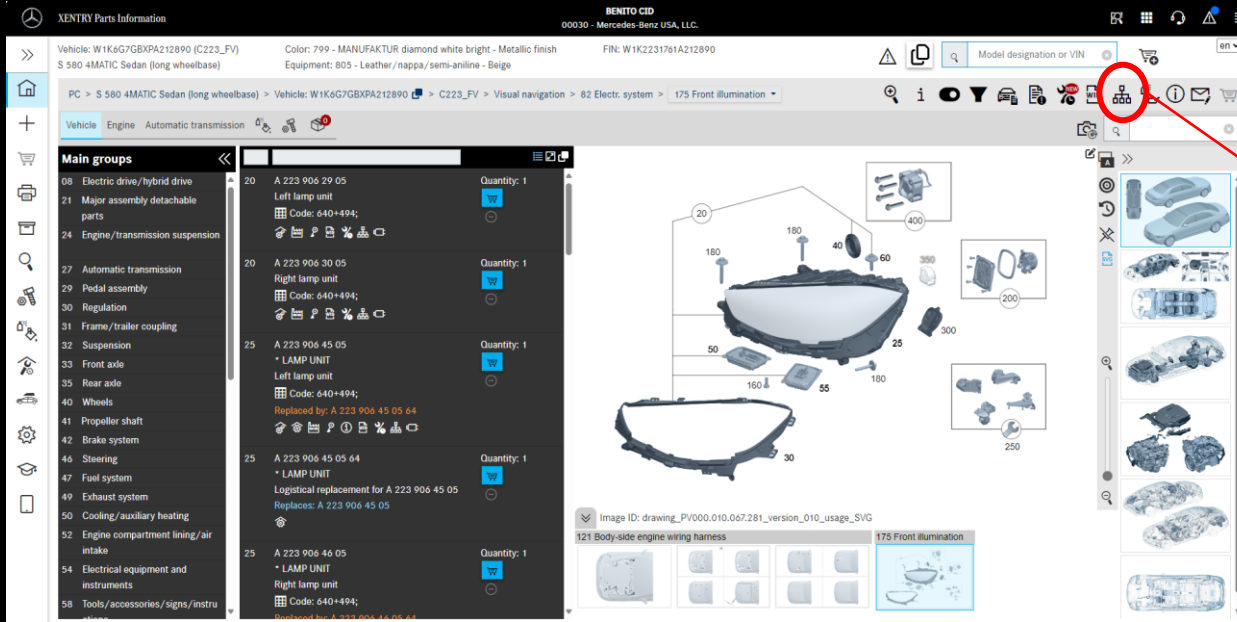 XENTRY Parts Information
BENITO CID
00030 - Mercedes-Benz USA, LLC.
Vehicle: W1K6G7GBXPA212890 (C223_FV)
S 580 4MATIC Sedan (long wheelbase)
Color: 799 - MANUFAKTUR diamond white bright - Metallic finish
Equipment: 805 - Leather/nappa/semi-aniline - Beige
FIN: W1K2231761A212890
Model designation or VIN
en
PC > S 580 4MATIC Sedan (long wheelbase) > Vehicle: W1K6G7GBXPA212890 > C223_FV > Visual navigation > 82 Electr. system > 175 Front illumination
NEW
Vehicle Engine Automatic transmission
0
Main groups
08 Electric drive/hybrid drive
21 Major assembly detachable
parts
24 Engine/transmission suspension
27 Automatic transmission
29 Pedal assembly
30 Regulation
31 Frame/trailer coupling
32 Suspension
33 Front axle
35 Rear axle
40 Wheels
41 Propeller shaft
42 Brake system
46 Steering
47 Fuel system
49 Exhaust system
50 Cooling/auxiliary heating
52 Engine compartment lining/air
intake
54 Electrical equipment and
instruments
58 Tools/accessories/signs/instru
20 A 223 906 29 05 Quantity: 1
Left lamp unit
Code: 640+494;
20 A 223 906 30 05 Quantity: 1
Right lamp unit
Code: 640+494;
25 A 223 906 45 05 Quantity: 1
* LAMP UNIT
Left lamp unit
Code: 640+494;
Replaced by: A 223 906 45 05 64
25 A 223 906 45 05 64 Quantity: 1
* LAMP UNIT
Logistical replacement for A 223 906 45 05
Replaces: A 223 906 45 05
25 A 223 906 46 05 Quantity: 1
* LAMP UNIT
Right lamp unit
Code: 640+494;
Replaced by: A 223 906 46 05 64
20
180
180
40
60
400
350
200
300
25
50
160
55
180
30
250
A
SVG
Image ID: drawing_PV000.010.067.281_version_010_usage_SVG
121 Body-side engine wiring harness
175 Front illumination